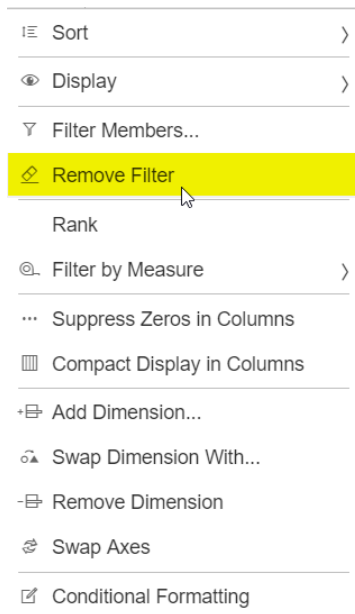 Sort
Display
Filter Members...
Remove Filter
Rank
Filter by Measure
Suppress Zeros in Columns
Compact Display in Columns
Add Dimension...
Swap Dimension With...
Remove Dimension
Swap Axes
Conditional Formatting